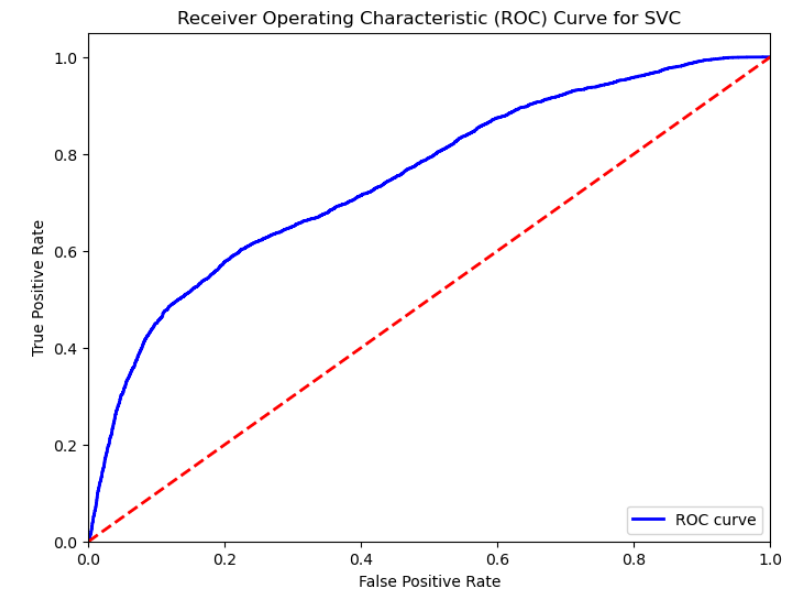 Receiver Operating Characteristic (ROC) Curve for SVC
1.0
0.8
0.6
0.4
0.2
0.0
True Positive Rate
ROC curve
0.0 0.2 0.4 0.6 0.8 1.0
False Positive Rate